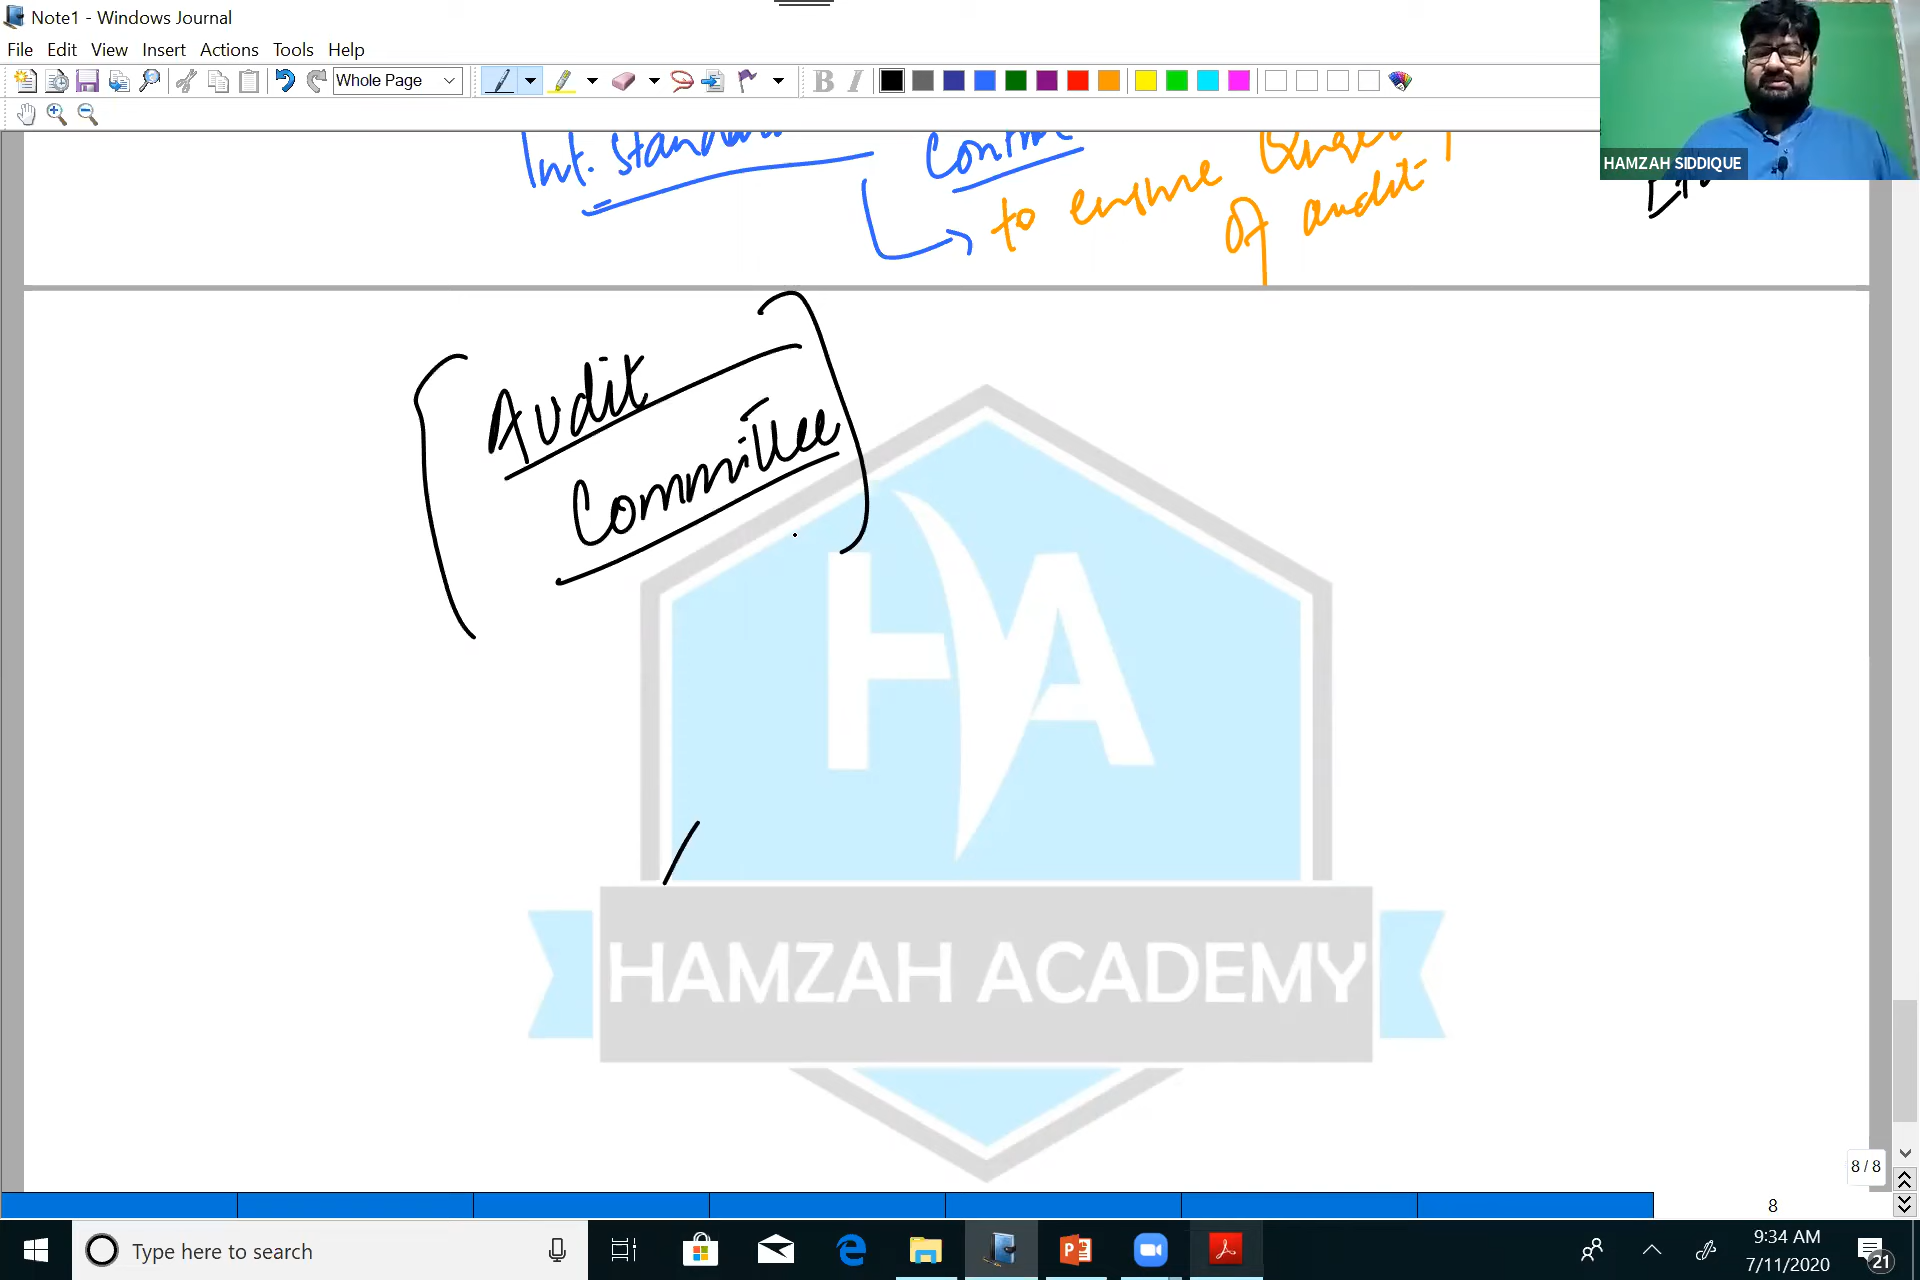 Note1 - Windows Journal
File Edit View Insert Actions Tools Help
Whole Page
B I
HAMZAH SIDDIQUE
Int. Standard
to ensure
of audit
Audit
Committee
HA
HAMZAH ACADEMY
8 / 8
8
Type here to search
9:34 AM
7/11/2020
21